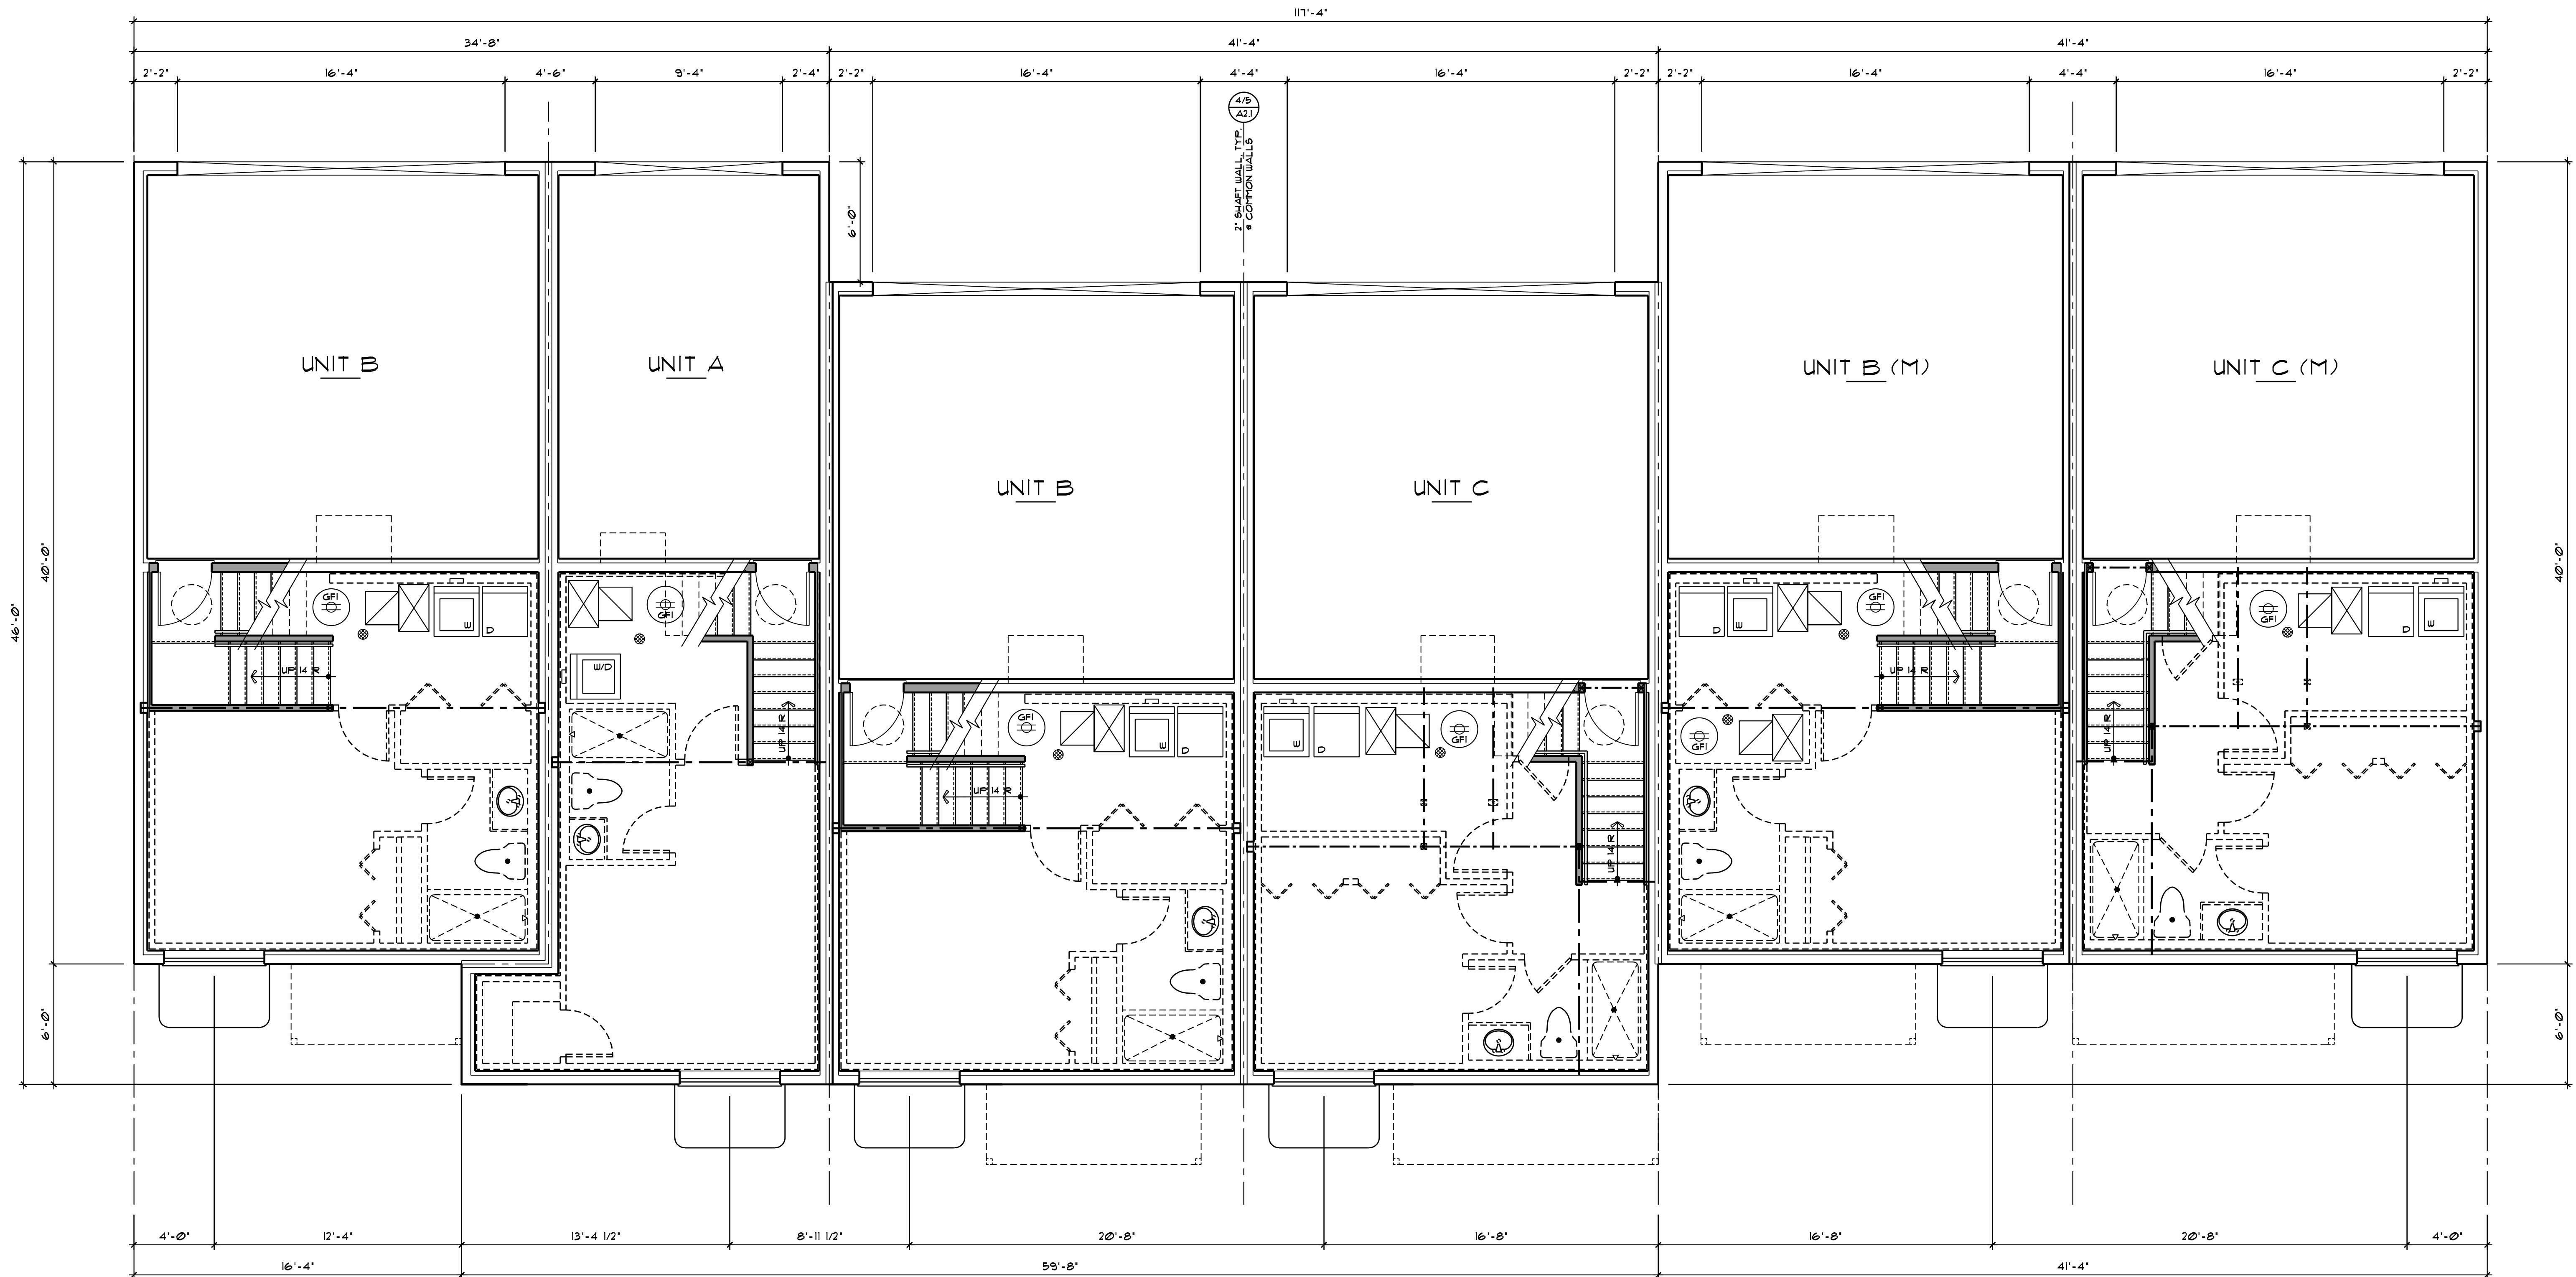 117'-4"
34'-8" 41'-4" 41'-4"
2'-2" 16'-4" 4'-6" 9'-4" 2'-4" 2'-2" 16'-4" 4'-4" 16'-4" 2'-2" 2'-2" 16'-4" 4'-4" 16'-4" 2'-2"
4/5
A2.1
2" SHAFT WALL, TYP.
@ COMMON WALLS
6'-0"
UNIT B
UNIT A
UNIT B (M)
UNIT C (M)
UNIT B
UNIT C
46'-0"
40'-0"
40'-0"
GFI
W
D
UP 14 R
GFI
W/D
UP 14 R
GFI
W
D
UP 14 R
W
D
GFI
UP 14 R
D
W
GFI
UP 14 R
GFI
GFI
D
W
UP 14 R
6'-0"
6'-0"
4'-0" 12'-4" 13'-4 1/2" 8'-11 1/2" 20'-8" 16'-8" 16'-8" 20'-8" 4'-0"
16'-4" 59'-8" 41'-4"